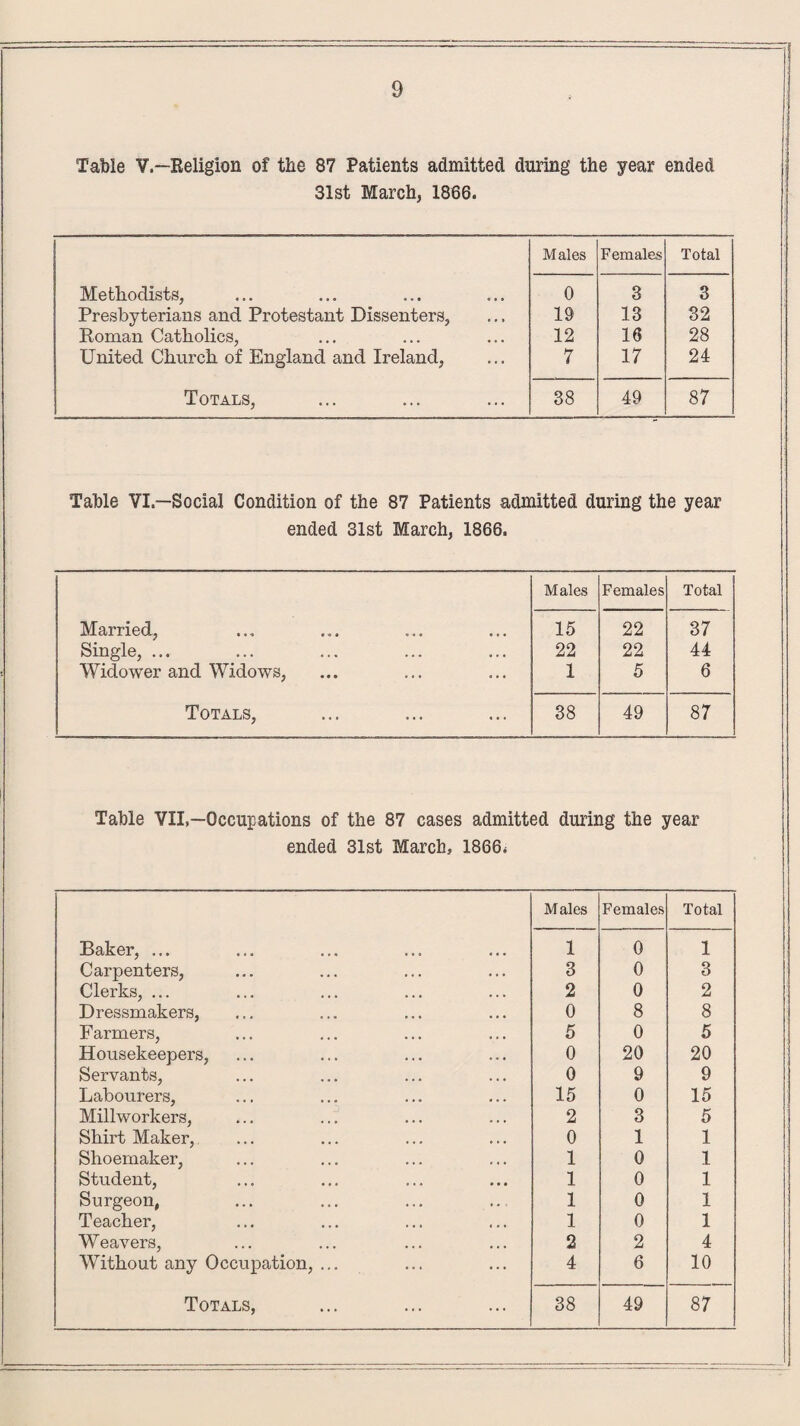 9
Table V.—Religion of the 87 Patients admitted during the year ended
31st March, 1866.
Males Females Total
Methodists, ... ... ... ... 0 3 3
Presbyterians and Protestant Dissenters, ... 19 13 32
Roman Catholics, ... ... ... 12 16 28
United Church of England and Ireland, ... 7 17 24
Totals, ... ... ... 38 49 87
Table VI.—Social Condition of the 87 Patients admitted during the year
ended 31st March, 1866.
Males Females Total
Married, ... ... ... ... 15 22 37
Single, ... ... ... ... ... 22 22 44
Widower and Widows, ... ... ... 1 5 6
Totals, ... ... ... 38 49 87
Table VII,—Occupations of the 87 cases admitted during the year
ended 31st March, 1866.
Males Females Total
Baker, ... ... ... ... ... 1 0 1
Carpenters, ... ... ... ... 3 0 3
Clerks, ... ... ... ... ... 2 0 2
Dressmakers, ... ... ... ... 0 8 8
Farmers, ... ... ... ... 5 0 5
Housekeepers, ... ... ... ... 0 20 20
Servants, ... ... ... ... 0 9 9
Labourers, ... ... ... ... 15 0 15
Millworkers, ... ... ... ... 2 3 5
Shirt Maker, ... ... ... ... 0 1 1
Shoemaker, ... ... ... ... 1 0 1
Student, ... ... ... ... 1 0 1
Surgeon, ... ... ... ... 1 0 1
Teacher, ... ... ... ... 1 0 1
Weavers, ... ... ... ... 2 2 4
Without any Occupation, ... ... ... 4 6 10
Totals, ... ... ... 38 49 87